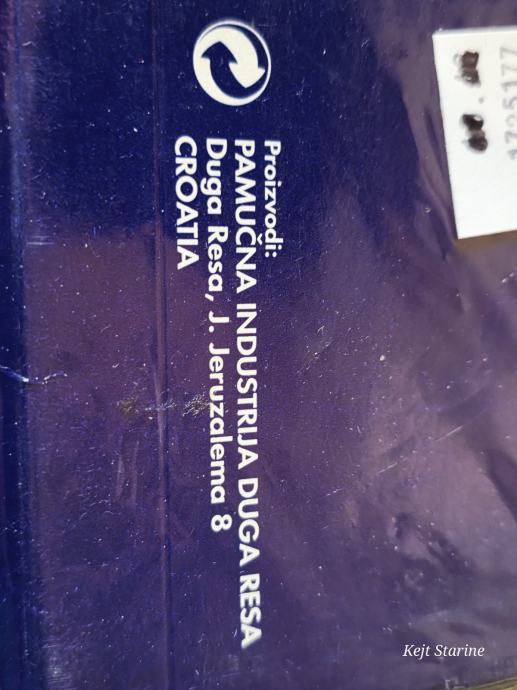 Proizvodi:
PAMUČNA INDUSTRIJA DUGA RESA
Duga Resa, J. Jeruzalema 8
CROATIA
Kejt Starine